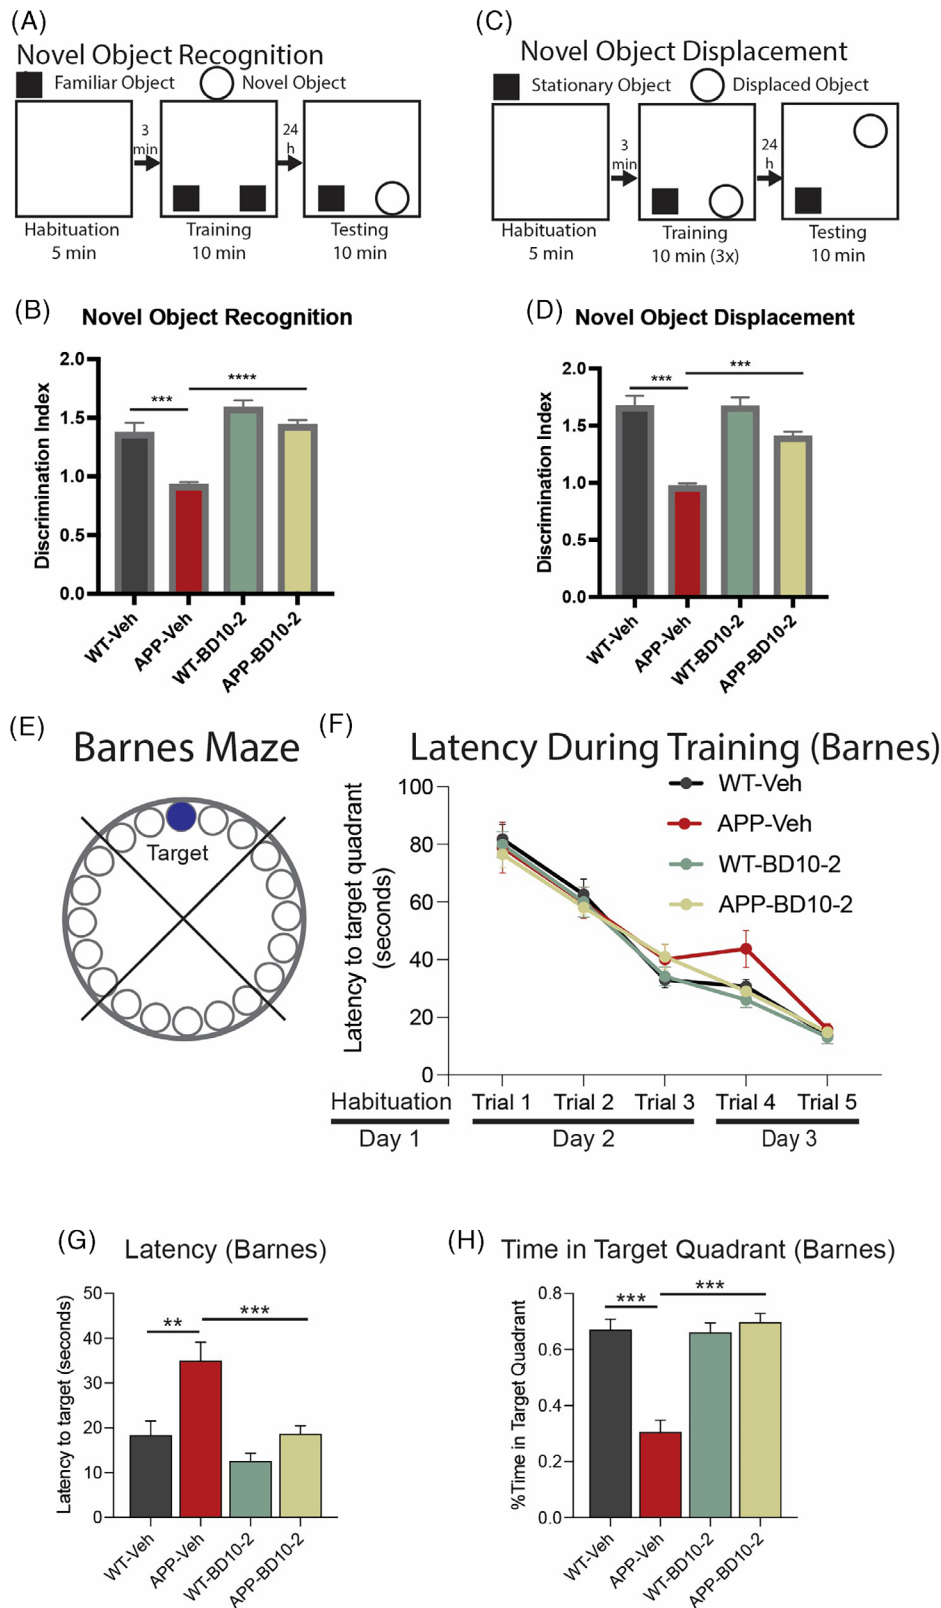 (A)
Novel Object Recognition
Familiar Object
Novel Object
3
min
24
h
Habituation
5 min
Training
10 min
Testing
10 min
(C)
Novel Object Displacement
Stationary Object
Displaced Object
3
min
24
h
Habituation
5 min
Training
10 min (3x)
Testing
10 min
(B)
Novel Object Recognition
Discrimination Index
2.0
1.5
1.0
0.5
0.0
***
****
WT-Veh
APP-Veh
WT-BD10-2
APP-BD10-2
(D)
Novel Object Displacement
Discrimination Index
2.0
1.5
1.0
0.5
0.0
***
***
WT-Veh
APP-Veh
WT-BD10-2
APP-BD10-2
(E)
Barnes Maze
Target
(F)
Latency During Training (Barnes)
Latency to target quadrant
(seconds)
100
80
60
40
20
0
WT-Veh
APP-Veh
WT-BD10-2
APP-BD10-2
Habituation
Trial 1
Trial 2
Trial 3
Trial 4
Trial 5
Day 1
Day 2
Day 3
(G)
Latency (Barnes)
Latency to target (seconds)
50
40
30
20
10
0
**
***
WT-Veh
APP-Veh
WT-BD10-2
APP-BD10-2
(H)
Time in Target Quadrant (Barnes)
%Time in Target Quadrant
0.8
0.6
0.4
0.2
0.0
***
***
WT-Veh
APP-Veh
WT-BD10-2
APP-BD10-2